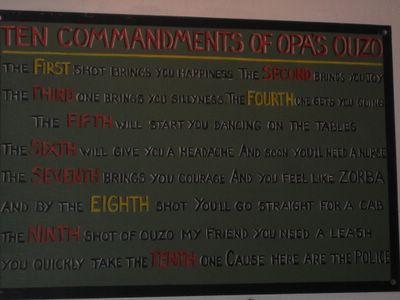 TEN COMMANDMENTS OF OPA'S OUZO
THE FIRST SHOT BRINGS YOU HAPPINESS THE SECOND BRINGS YOU JOY
THE THIRD ONE BRINGS YOU SILLYNESS THE FOURTH ONE GETS YOU GOING
THE FIFTH WILL START YOU DANCING ON THE TABLES
THE SIXTH WILL GIVE YOU A HEADACHE AND SOON YOU'LL NEED A NURSE
THE SEVENTH BRINGS YOU COURAGE AND YOU FEEL LIKE ZORBA
AND BY THE EIGHTH SHOT YOU'LL GO STRAIGHT FOR A CAB
THE NINTH SHOT OF OUZO MY FRIEND YOU NEED A LEASH
YOU QUICKLY TAKE THE TENTH ONE CAUSE HERE ARE THE POLICE